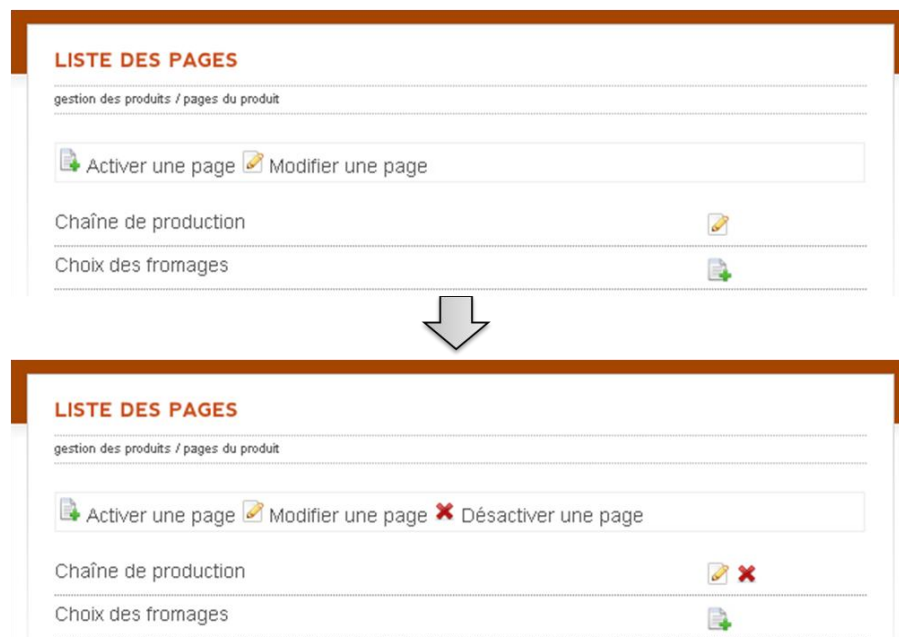 LISTE DES PAGES
gestion des produits / pages du produit
Activer une page Modifier une page
Chaîne de production
Choix des fromages
LISTE DES PAGES
gestion des produits / pages du produit
Activer une page Modifier une page Désactiver une page
Chaîne de production
Choix des fromages